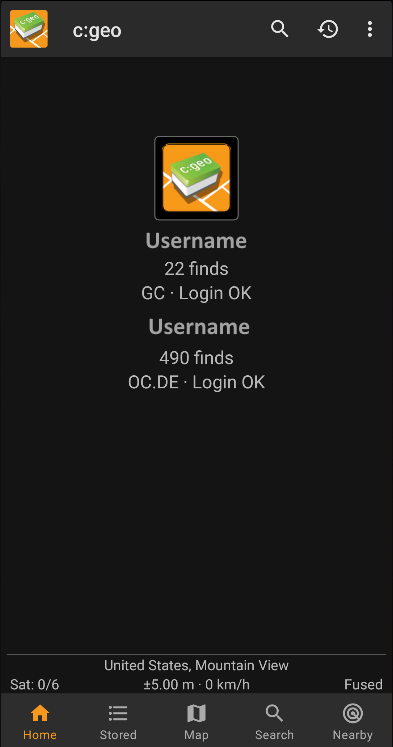 c:geo
c:geo
c:geo
Username
22 finds
GC · Login OK
Username
490 finds
OC.DE · Login OK
United States, Mountain View
Sat: 0/6 ±5.00 m · 0 km/h Fused
Home Stored Map Search Nearby